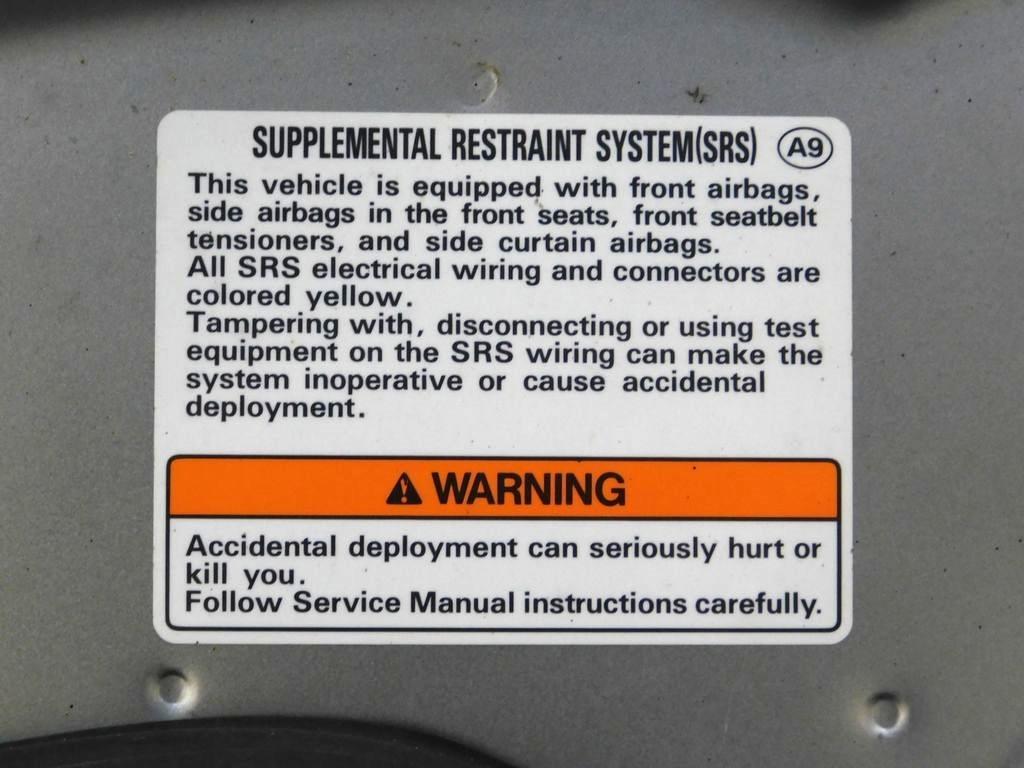 SUPPLEMENTAL RESTRAINT SYSTEM(SRS) A9
This vehicle is equipped with front airbags,
side airbags in the front seats, front seatbelt
tensioners, and side curtain airbags.
All SRS electrical wiring and connectors are
colored yellow.
Tampering with, disconnecting or using test
equipment on the SRS wiring can make the
system inoperative or cause accidental
deployment.
WARNING
Accidental deployment can seriously hurt or
kill you.
Follow Service Manual instructions carefully.